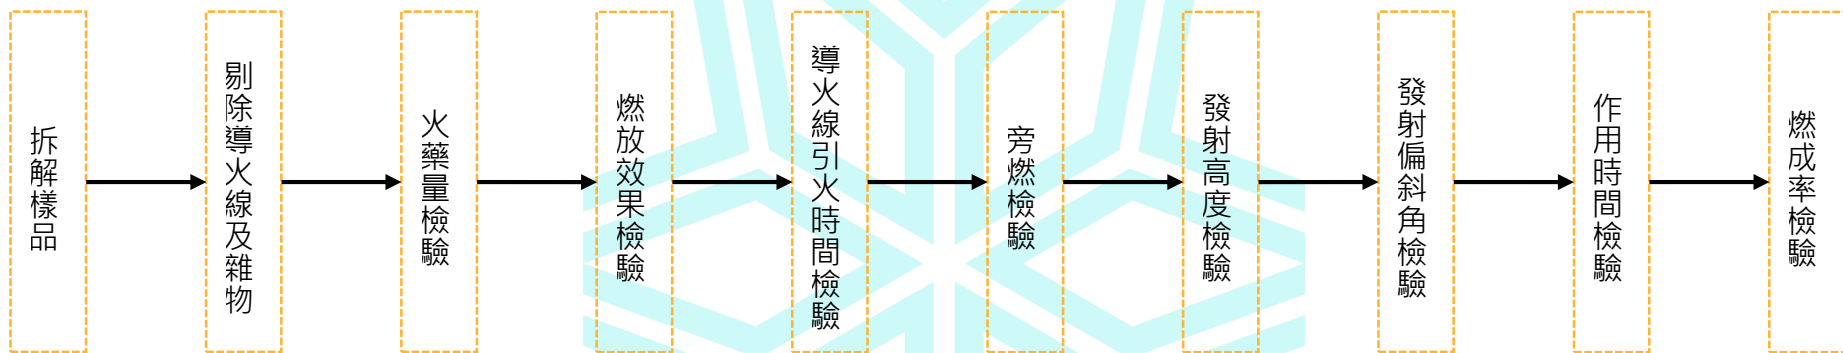 拆解樣品
剔除導火線及雜物
火藥量檢驗
燃放效果檢驗
導火線引火時間檢驗
旁燃檢驗
發射高度檢驗
發射偏斜角檢驗
作用時間檢驗
燃成率檢驗